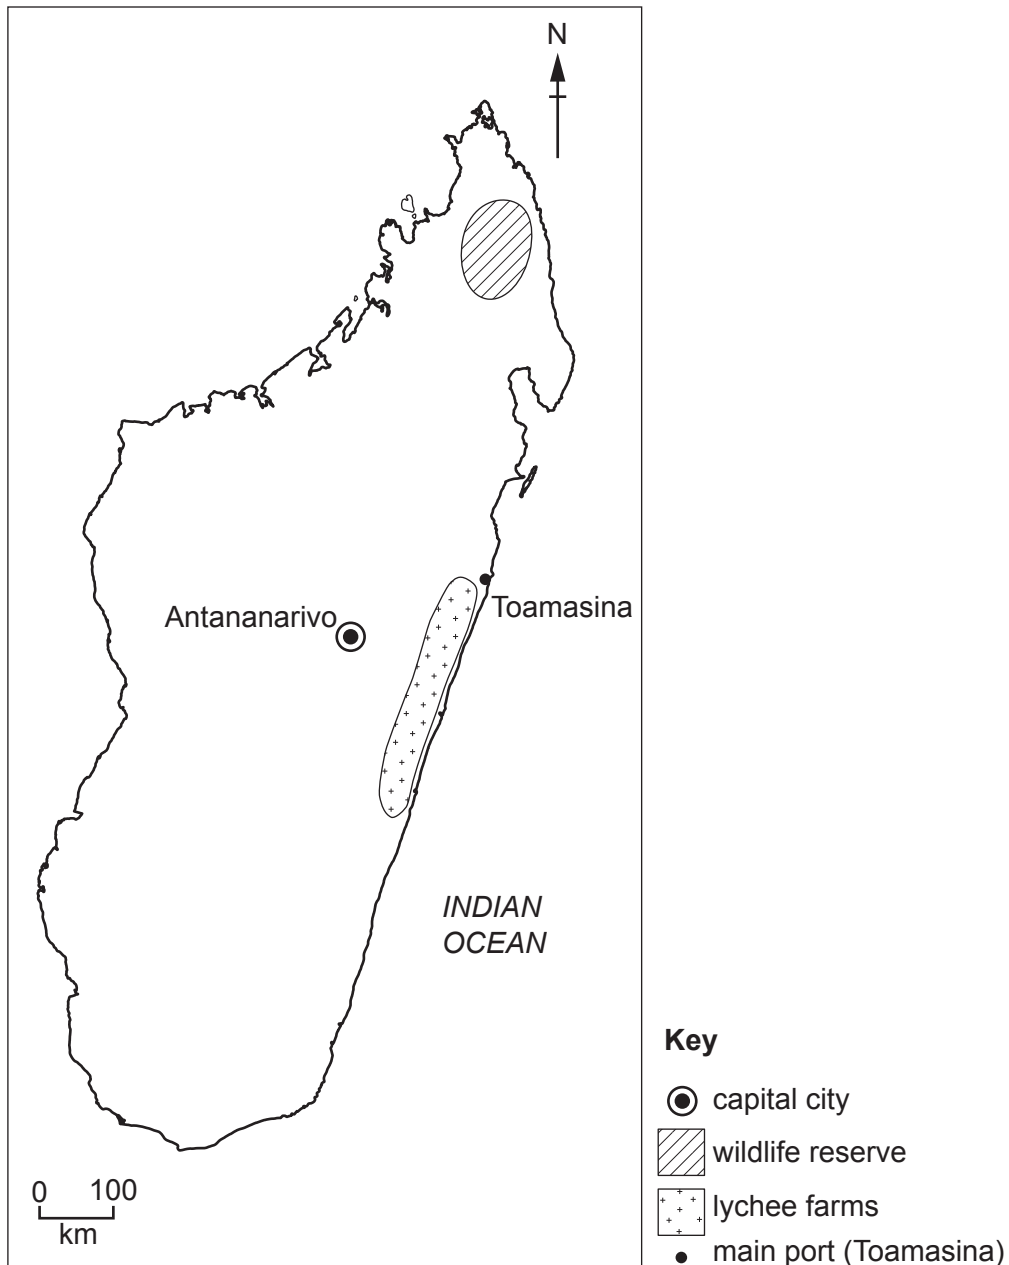 N
Antananarivo
Toamasina
INDIAN
OCEAN
0 100
km
Key
capital city
wildlife reserve
lychee farms
main port (Toamasina)